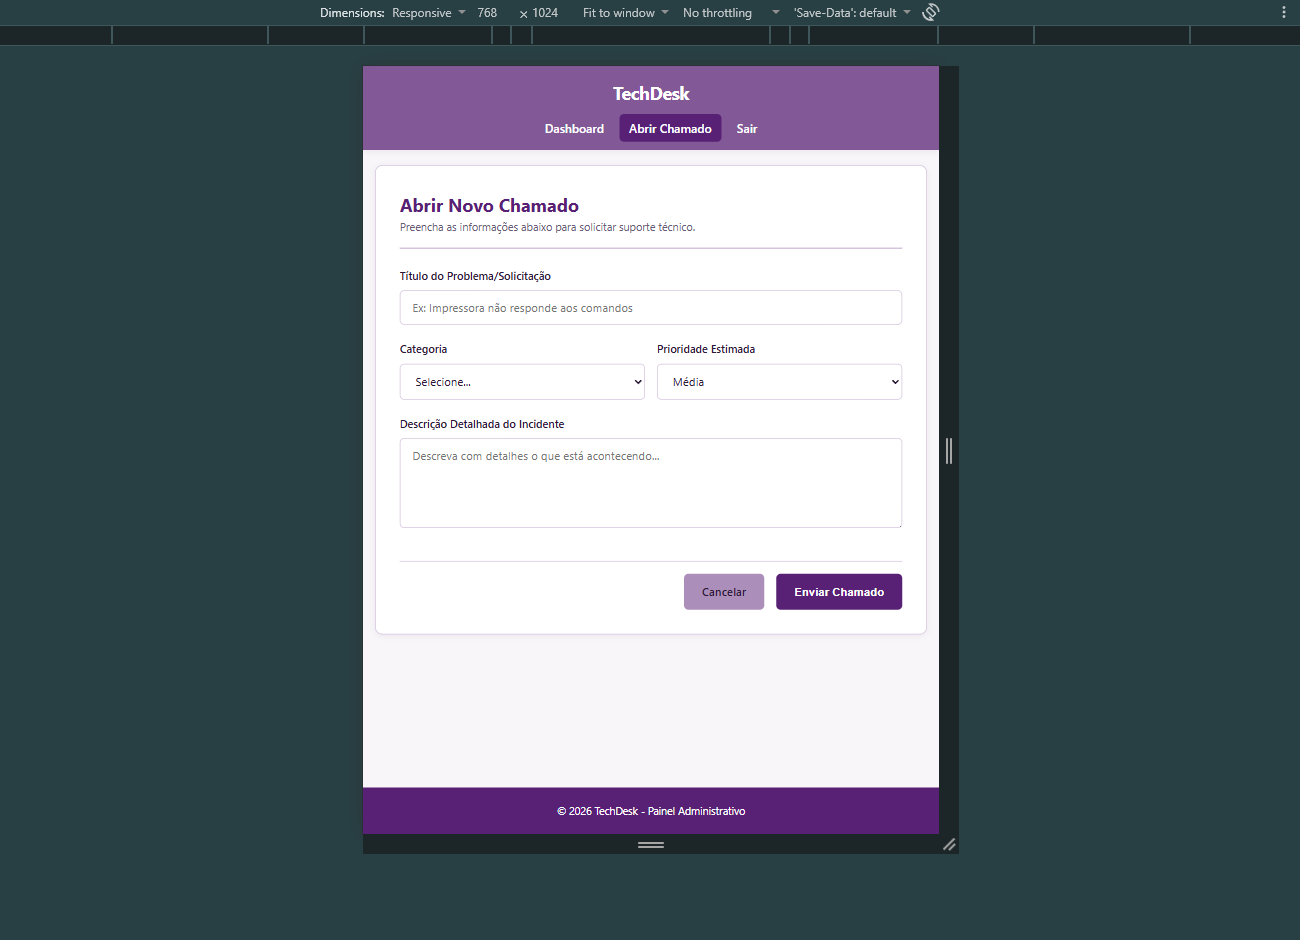 Dimensions: Responsive 768 × 1024 Fit to window No throttling 'Save-Data': default
TechDesk
Dashboard Abrir Chamado Sair
Abrir Novo Chamado
Preencha as informações abaixo para solicitar suporte técnico.
Título do Problema/Solicitação
Ex: Impressora não responde aos comandos
Categoria Prioridade Estimada
Selecione... Média
Descrição Detalhada do Incidente
Descreva com detalhes o que está acontecendo...
Cancelar Enviar Chamado
© 2026 TechDesk - Painel Administrativo